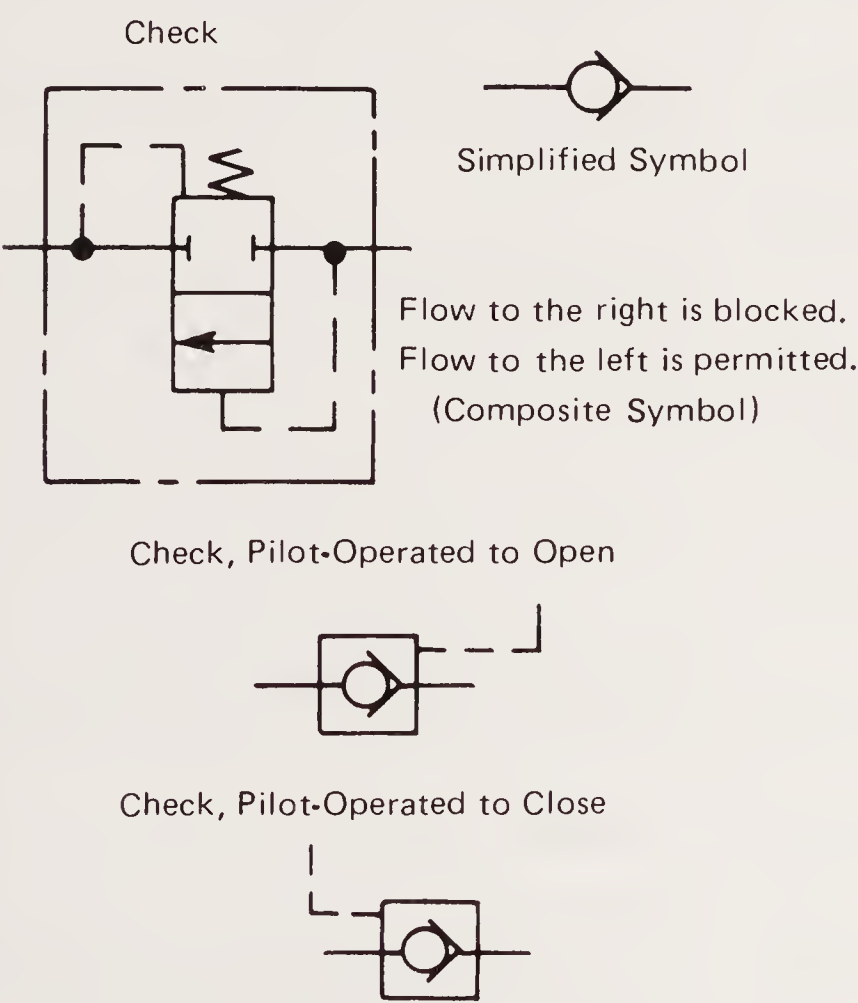 Check
Simplified Symbol
Flow to the right is blocked.
Flow to the left is permitted.
(Composite Symbol)
Check, Pilot-Operated to Open
Check, Pilot-Operated to Close